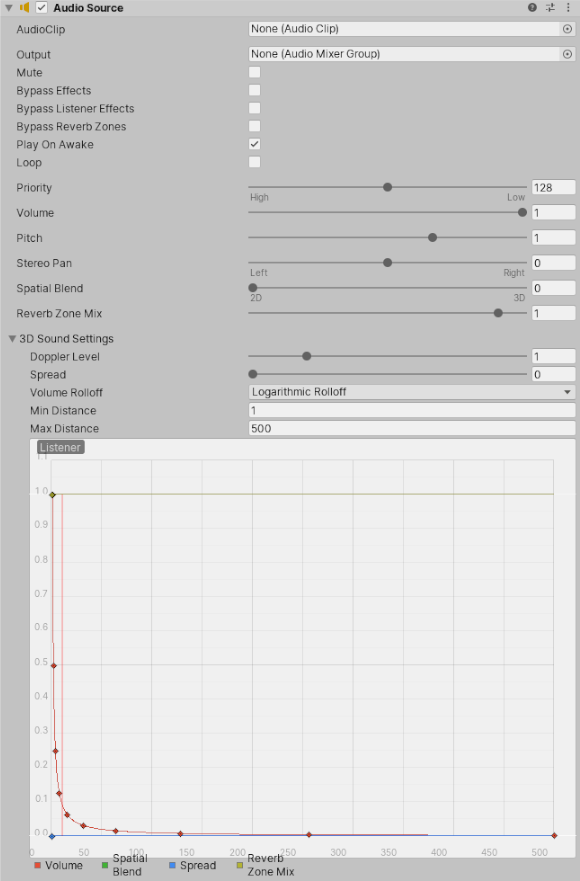 Audio Source
AudioClip None (Audio Clip)
Output None (Audio Mixer Group)
Mute
Bypass Effects
Bypass Listener Effects
Bypass Reverb Zones
Play On Awake
Loop
Priority 128
High Low
Volume 1
Pitch 1
Stereo Pan 0
Left Right
Spatial Blend 0
2D 3D
Reverb Zone Mix 1
3D Sound Settings
Doppler Level 1
Spread 0
Volume Rolloff Logarithmic Rolloff
Min Distance 1
Max Distance 500
Listener
1.1
1.0
0.9
0.8
0.7
0.6
0.5
0.4
0.3
0.2
0.1
0.0
0 50 100 150 200 250 300 350 400 450 500
Volume Spatial Blend Spread Reverb Zone Mix